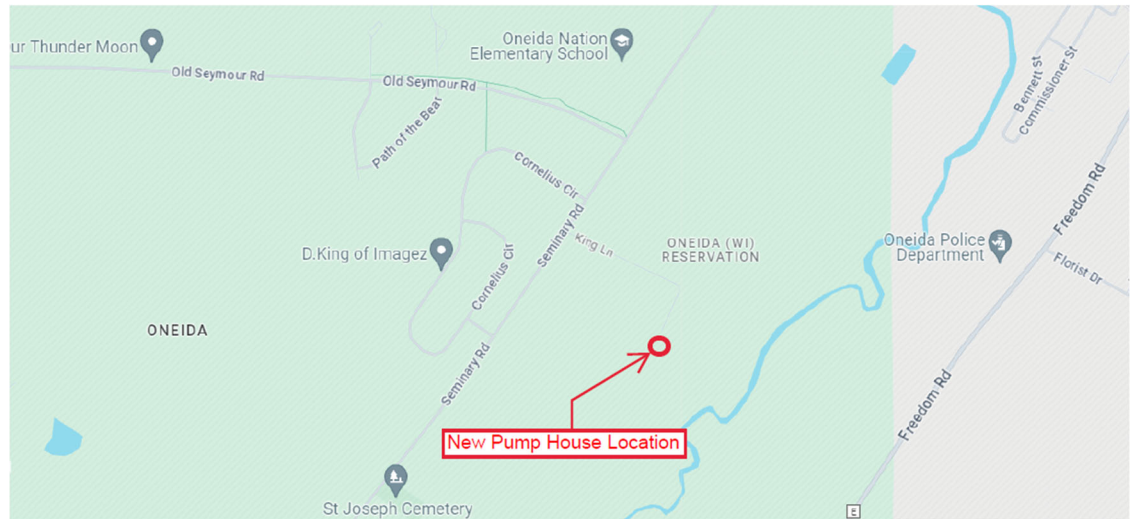 ur Thunder Moon
Oneida Nation
Elementary School
Old Seymour Rd
Old Seymour Rd
Bennett St
Commissioner St
Path of the Beat
Cornelius Cir
Freedom Rd
Seminary Rd
King Ln
ONEIDA (WI)
RESERVATION
Oneida Police
Department
D.King of Imagez
Cornelius Cir
Florist Dr
ONEIDA
Seminary Rd
Freedom Rd
New Pump House Location
St Joseph Cemetery
E